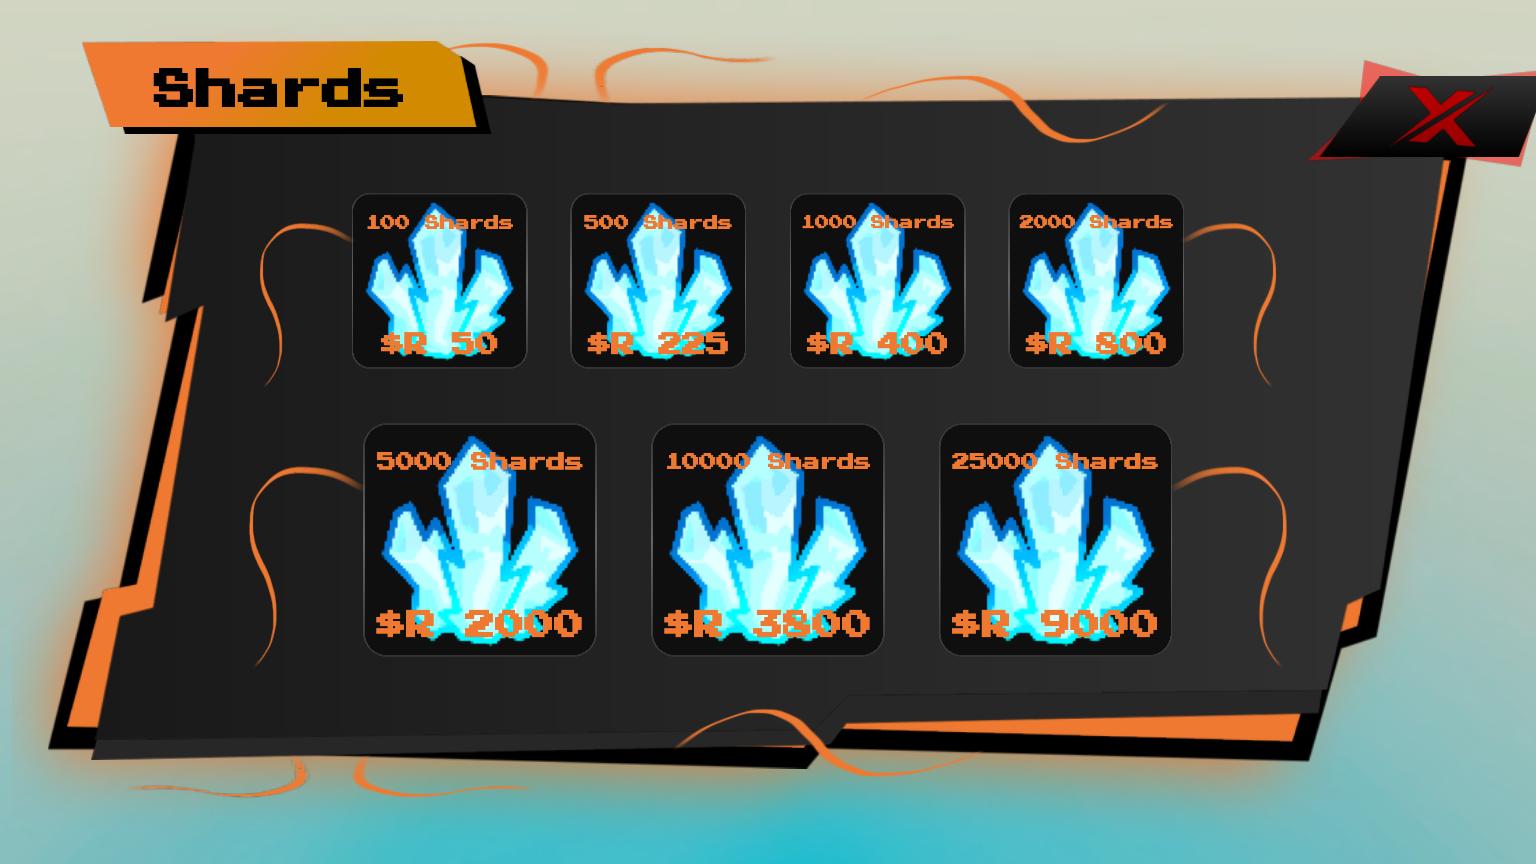 Shards
X
100 Shards
$R 50
500 Shards
$R 225
1000 Shards
$R 400
2000 Shards
$R 800
5000 Shards
$R 2000
10000 Shards
$R 3800
25000 Shards
$R 9000